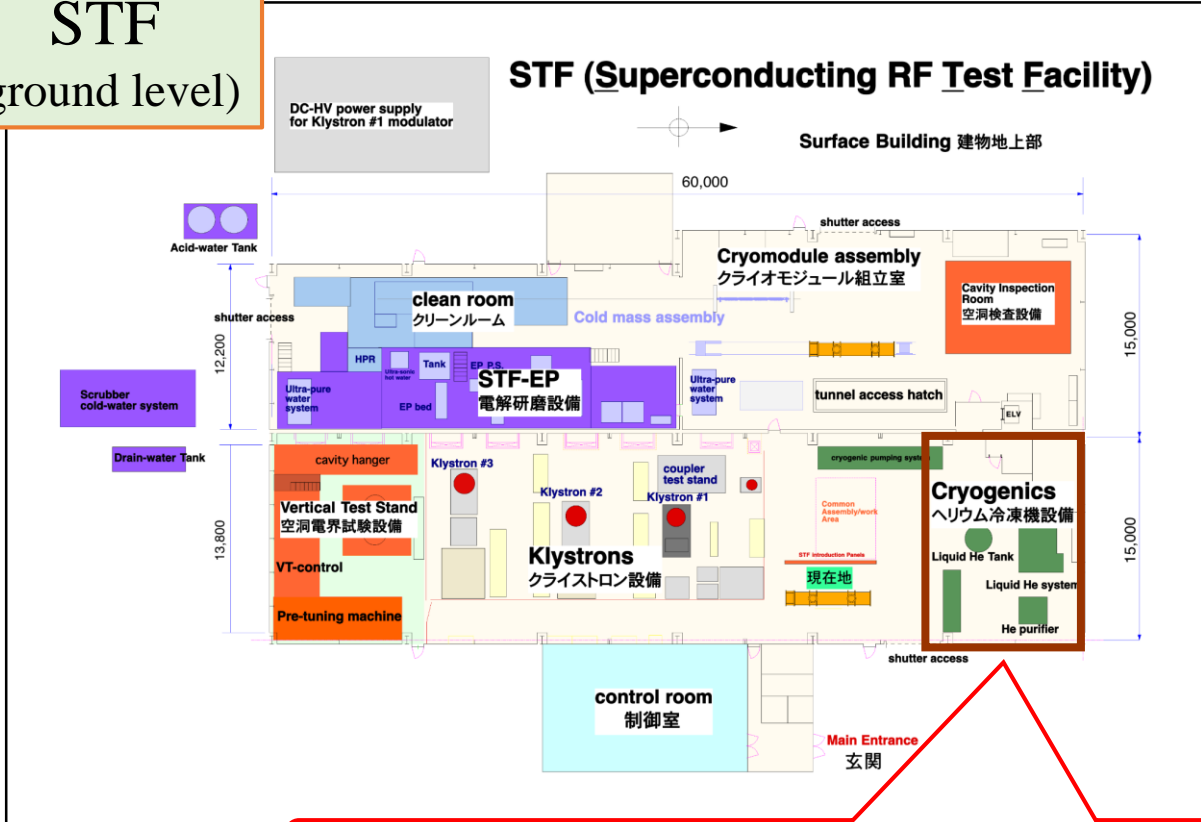 STF
ground level)
STF (Superconducting RF Test Facility)
DC-HV power supply
for Klystron #1 modulator
Surface Building 建物地上部
60,000
Acid-water Tank
shutter access
Cryomodule assembly
クライオモジュール組立室
clean room
クリーンルーム
Cold mass assembly
Cavity Inspection
Room
空洞検査設備
shutter access
12,200
15,000
HPR
Ultra-sonic
hot water
Tank
EP P.S.
STF-EP
電解研磨設備
Ultra-pure
water
system
EP bed
Ultra-pure
water
system
tunnel access hatch
ELV
Scrubber
cold-water system
Drain-water Tank
cavity hanger
Klystron #3
Klystron #2
coupler
test stand
Klystron #1
cryogenic pumping system
Vertical Test Stand
空洞電界試験設備
Common
Assembly/work
Area
Cryogenics
ヘリウム冷凍機設備
13,800
15,000
Klystrons
クライストロン設備
STF introduction Panels
現在地
Liquid He Tank
Liquid He system
VT-control
Pre-tuning machine
He purifier
shutter access
control room
制御室
Main Entrance
玄関